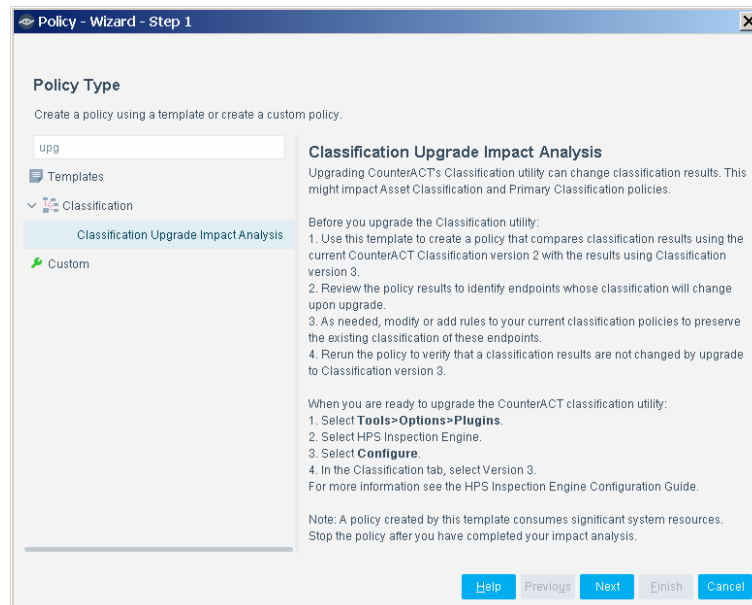 Policy - Wizard - Step 1
Policy Type
Create a policy using a template or create a custom policy.
upg
Templates
Classification
Classification Upgrade Impact Analysis
Custom
Classification Upgrade Impact Analysis
Upgrading CounterACT's Classification utility can change classification results. This
might impact Asset Classification and Primary Classification policies.
Before you upgrade the Classification utility:
1. Use this template to create a policy that compares classification results using the
current CounterACT Classification version 2 with the results using Classification
version 3.
2. Review the policy results to identify endpoints whose classification will change
upon upgrade.
3. As needed, modify or add rules to your current classification policies to preserve
the existing classification of these endpoints.
4. Rerun the policy to verify that a classification results are not changed by upgrade
to Classification version 3.
When you are ready to upgrade the CounterACT classification utility:
1. Select Tools>Options>Plugins.
2. Select HPS Inspection Engine.
3. Select Configure.
4. In the Classification tab, select Version 3.
For more information see the HPS Inspection Engine Configuration Guide.
Note: A policy created by this template consumes significant system resources.
Stop the policy after you have completed your impact analysis.
Help Previous Next Finish Cancel